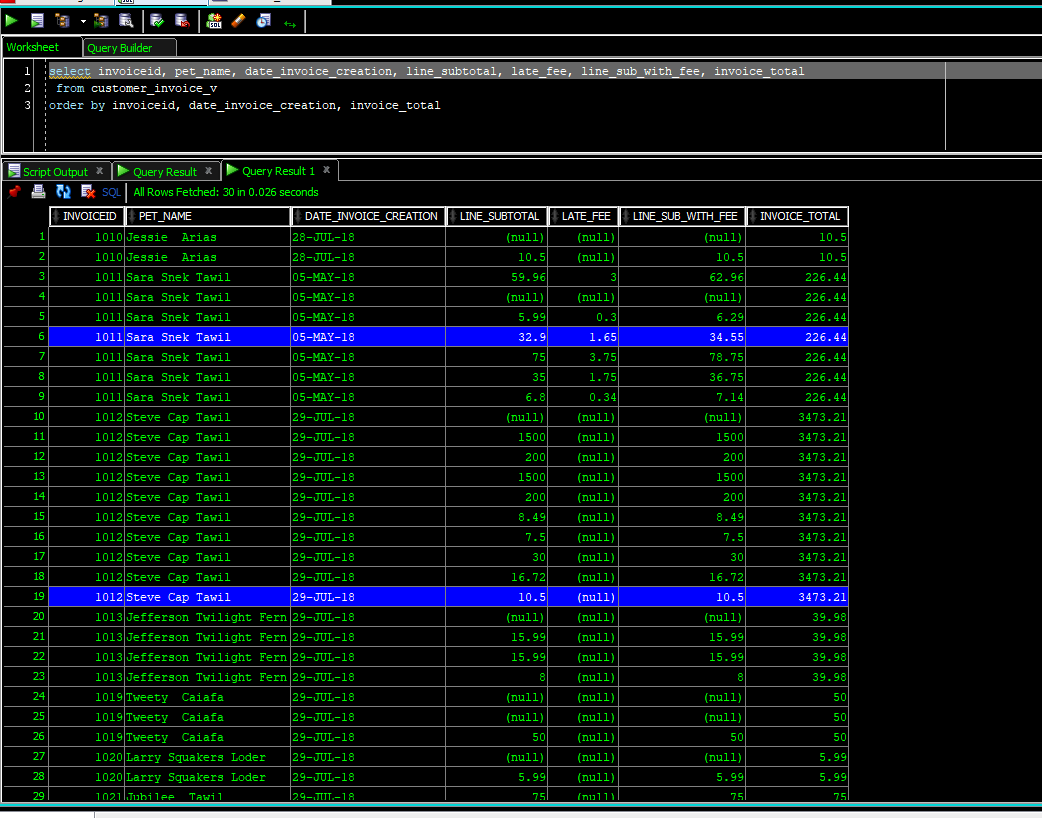 Worksheet Query Builder
1 select invoiceid, pet_name, date_invoice_creation, line_subtotal, late_fee, line_sub_with_fee, invoice_total
2 from customer_invoice_v
3 order by invoiceid, date_invoice_creation, invoice_total
Script Output Query Result Query Result 1
SQL All Rows Fetched: 30 in 0.026 seconds
INVOICEID PET_NAME DATE_INVOICE_CREATION LINE_SUBTOTAL LATE_FEE LINE_SUB_WITH_FEE INVOICE_TOTAL
1 1010 Jessie Arias 28-JUL-18 (null) (null) (null) 10.5
2 1010 Jessie Arias 28-JUL-18 10.5 (null) 10.5 10.5
3 1011 Sara Snek Tawil 05-MAY-18 59.96 3 62.96 226.44
4 1011 Sara Snek Tawil 05-MAY-18 (null) (null) (null) 226.44
5 1011 Sara Snek Tawil 05-MAY-18 5.99 0.3 6.29 226.44
6 1011 Sara Snek Tawil 05-MAY-18 32.9 1.65 34.55 226.44
7 1011 Sara Snek Tawil 05-MAY-18 75 3.75 78.75 226.44
8 1011 Sara Snek Tawil 05-MAY-18 35 1.75 36.75 226.44
9 1011 Sara Snek Tawil 05-MAY-18 6.8 0.34 7.14 226.44
10 1012 Steve Cap Tawil 29-JUL-18 (null) (null) (null) 3473.21
11 1012 Steve Cap Tawil 29-JUL-18 1500 (null) 1500 3473.21
12 1012 Steve Cap Tawil 29-JUL-18 200 (null) 200 3473.21
13 1012 Steve Cap Tawil 29-JUL-18 1500 (null) 1500 3473.21
14 1012 Steve Cap Tawil 29-JUL-18 200 (null) 200 3473.21
15 1012 Steve Cap Tawil 29-JUL-18 8.49 (null) 8.49 3473.21
16 1012 Steve Cap Tawil 29-JUL-18 7.5 (null) 7.5 3473.21
17 1012 Steve Cap Tawil 29-JUL-18 30 (null) 30 3473.21
18 1012 Steve Cap Tawil 29-JUL-18 16.72 (null) 16.72 3473.21
19 1012 Steve Cap Tawil 29-JUL-18 10.5 (null) 10.5 3473.21
20 1013 Jefferson Twilight Fern 29-JUL-18 (null) (null) (null) 39.98
21 1013 Jefferson Twilight Fern 29-JUL-18 15.99 (null) 15.99 39.98
22 1013 Jefferson Twilight Fern 29-JUL-18 15.99 (null) 15.99 39.98
23 1013 Jefferson Twilight Fern 29-JUL-18 8 (null) 8 39.98
24 1019 Tweety Caiafa 29-JUL-18 (null) (null) (null) 50
25 1019 Tweety Caiafa 29-JUL-18 (null) (null) (null) 50
26 1019 Tweety Caiafa 29-JUL-18 50 (null) 50 50
27 1020 Larry Squakers Loder 29-JUL-18 (null) (null) (null) 5.99
28 1020 Larry Squakers Loder 29-JUL-18 5.99 (null) 5.99 5.99
29 1021 Jubilee Tawil 29-JUL-18 75 (null) 75 75